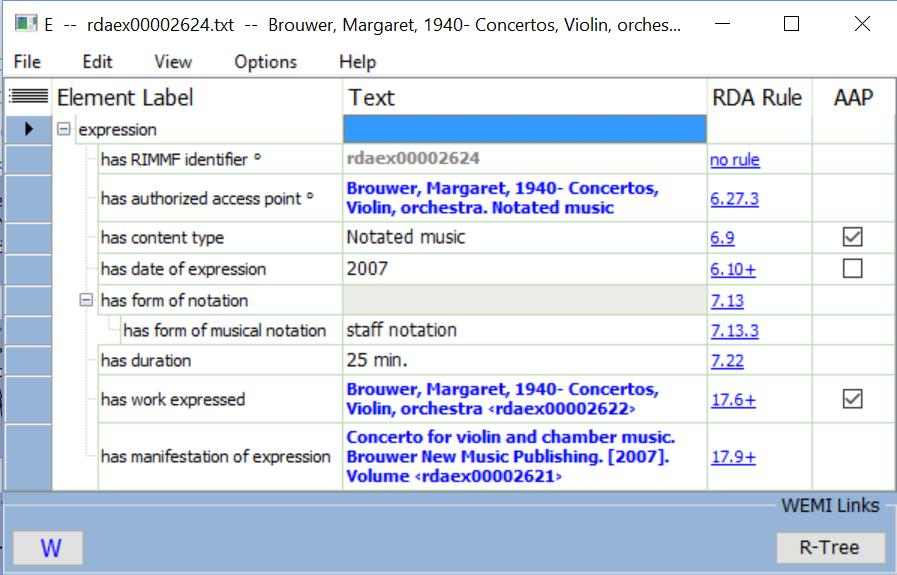 E -- rdaex00002624.txt -- Brouwer, Margaret, 1940- Concertos, Violin, orches...
File Edit View Options Help
Element Label Text RDA Rule AAP
expression
has RIMMF identifier ° rdaex00002624 no rule
has authorized access point ° Brouwer, Margaret, 1940- Concertos,
Violin, orchestra. Notated music 6.27.3
has content type Notated music 6.9
has date of expression 2007 6.10+
has form of notation 7.13
has form of musical notation staff notation 7.13.3
has duration 25 min. 7.22
has work expressed Brouwer, Margaret, 1940- Concertos,
Violin, orchestra <rdaex00002622> 17.6+
has manifestation of expression Concerto for violin and chamber music.
Brouwer New Music Publishing. [2007].
Volume <rdaex00002621> 17.9+
WEMI Links
W R-Tree